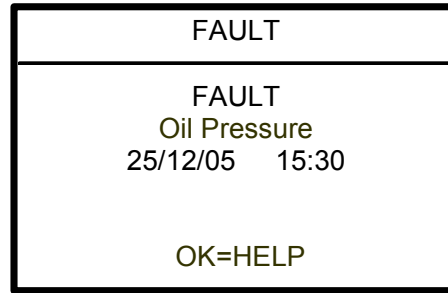 FAULT
FAULT
Oil Pressure
25/12/05 15:30
OK=HELP